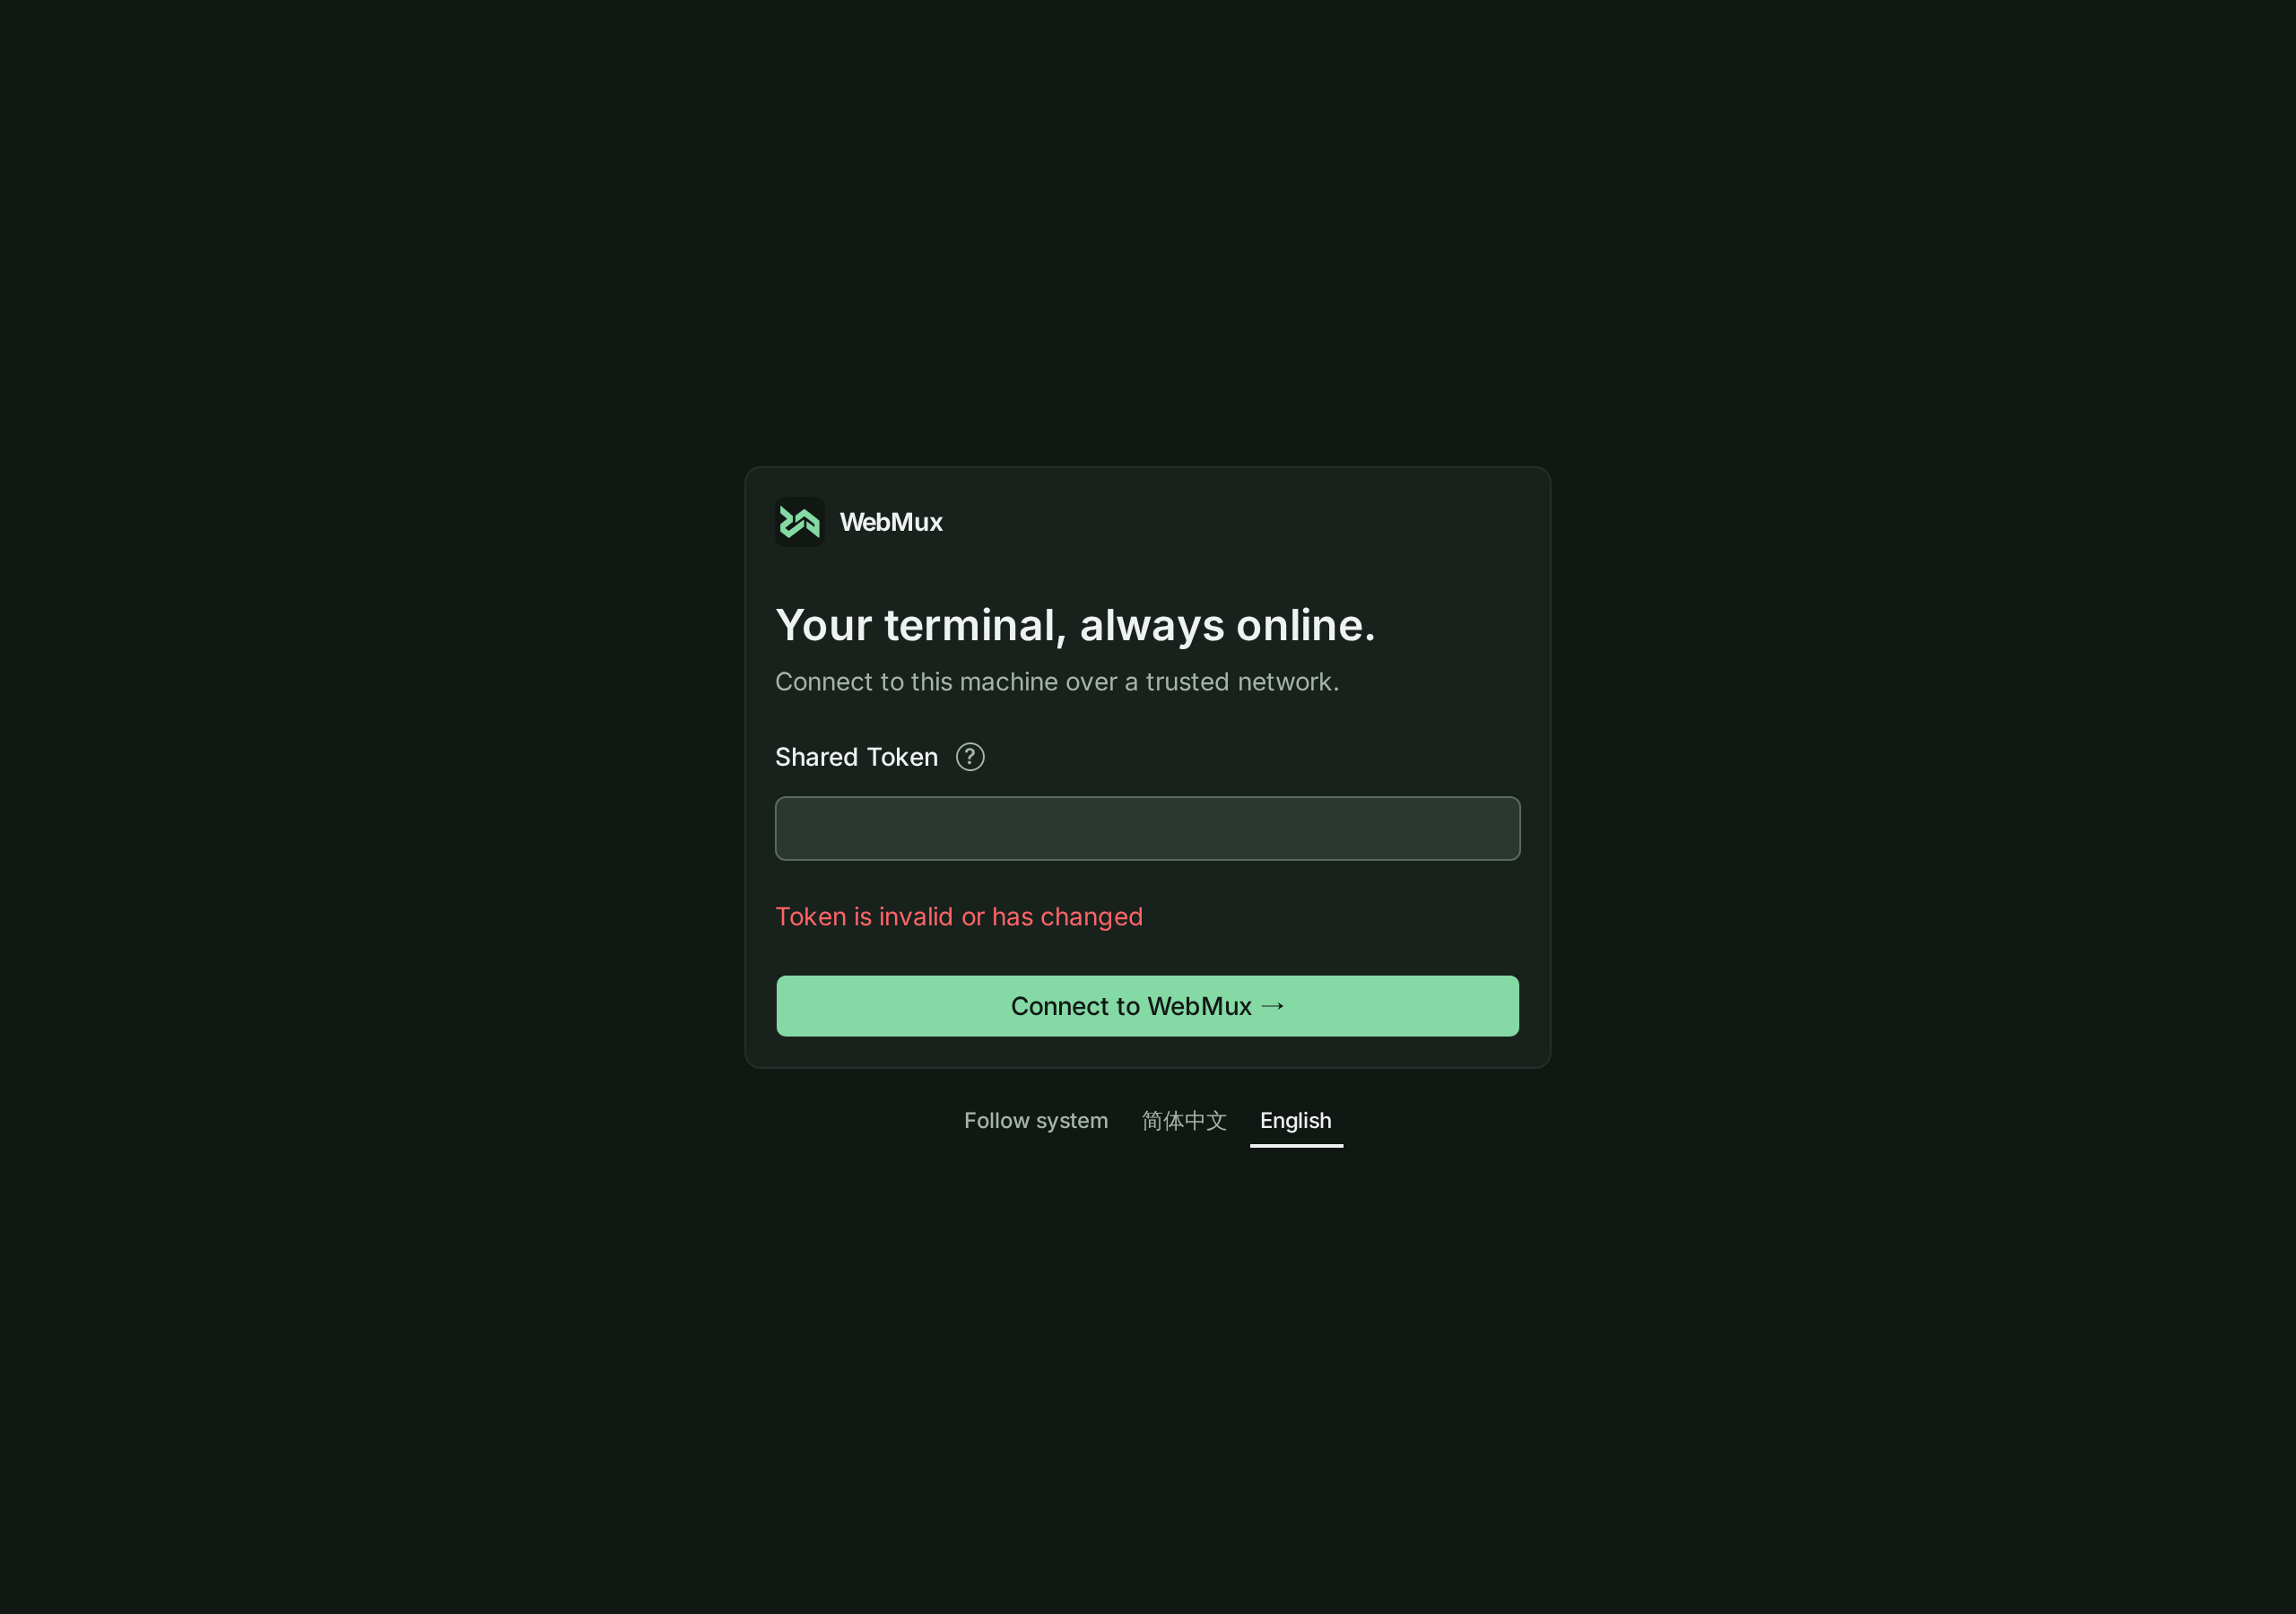 WebMux
Your terminal, always online.
Connect to this machine over a trusted network.
Shared Token ?
Token is invalid or has changed
Connect to WebMux →
Follow system 简体中文 English